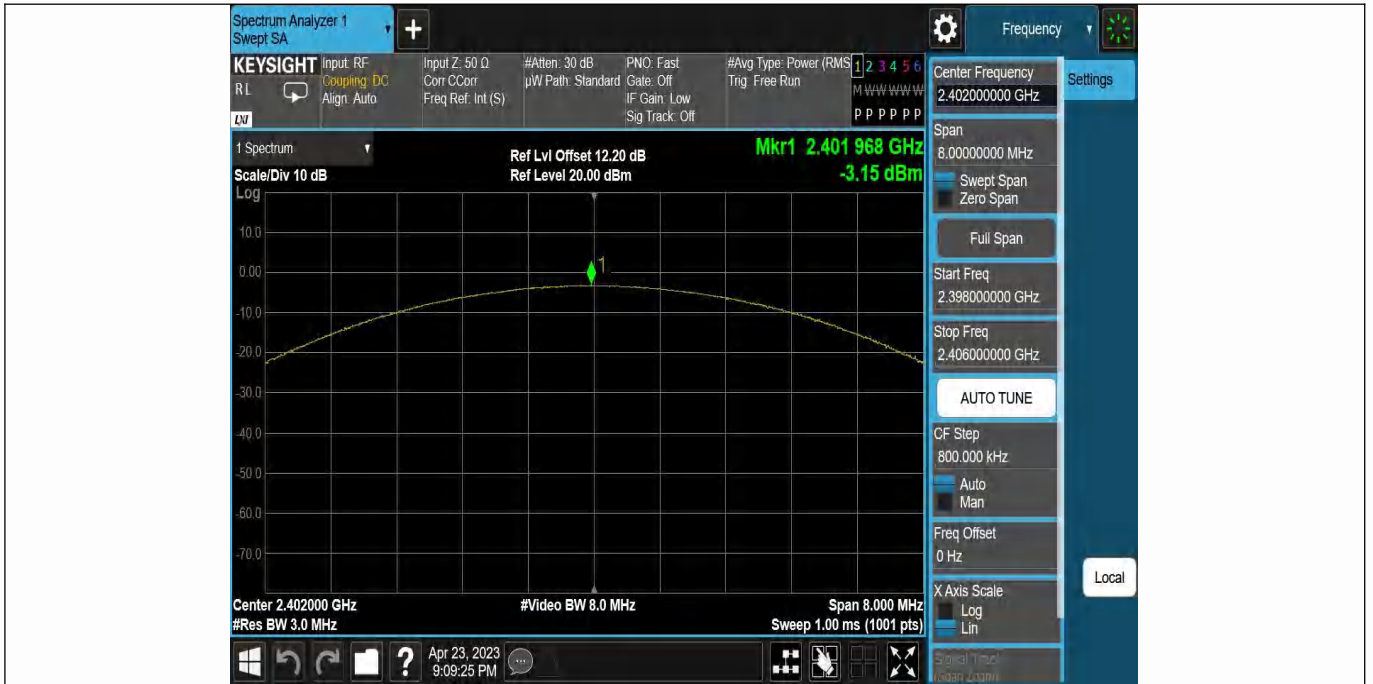 Spectrum Analyzer 1
Swept SA
+
Frequency
KEYSIGHT
RL
LXI
Input: RF
Coupling: DC
Align: Auto
Input Z: 50 Ω
Corr CCorr
Freq Ref: Int (S)
#Atten: 30 dB
µW Path: Standard
PNO: Fast
Gate: Off
IF Gain: Low
Sig Track: Off
#Avg Type: Power (RMS
Trig: Free Run
1 2 3 4 5 6
M W W W W W
P P P P P P
1 Spectrum
Scale/Div 10 dB
Ref Lvl Offset 12.20 dB
Ref Level 20.00 dBm
Mkr1 2.401 968 GHz
-3.15 dBm
Log
10.0
0.00
-10.0
-20.0
-30.0
-40.0
-50.0
-60.0
-70.0
1
Center 2.402000 GHz
#Res BW 3.0 MHz
#Video BW 8.0 MHz
Span 8.000 MHz
Sweep 1.00 ms (1001 pts)
?
Apr 23, 2023
9:09:25 PM
Center Frequency
2.402000000 GHz
Settings
Span
8.00000000 MHz
Swept Span
Zero Span
Full Span
Start Freq
2.398000000 GHz
Stop Freq
2.406000000 GHz
AUTO TUNE
CF Step
800.000 kHz
Auto
Man
Freq Offset
0 Hz
X Axis Scale
Log
Lin
Local
Signal Track
(Span Zoom)